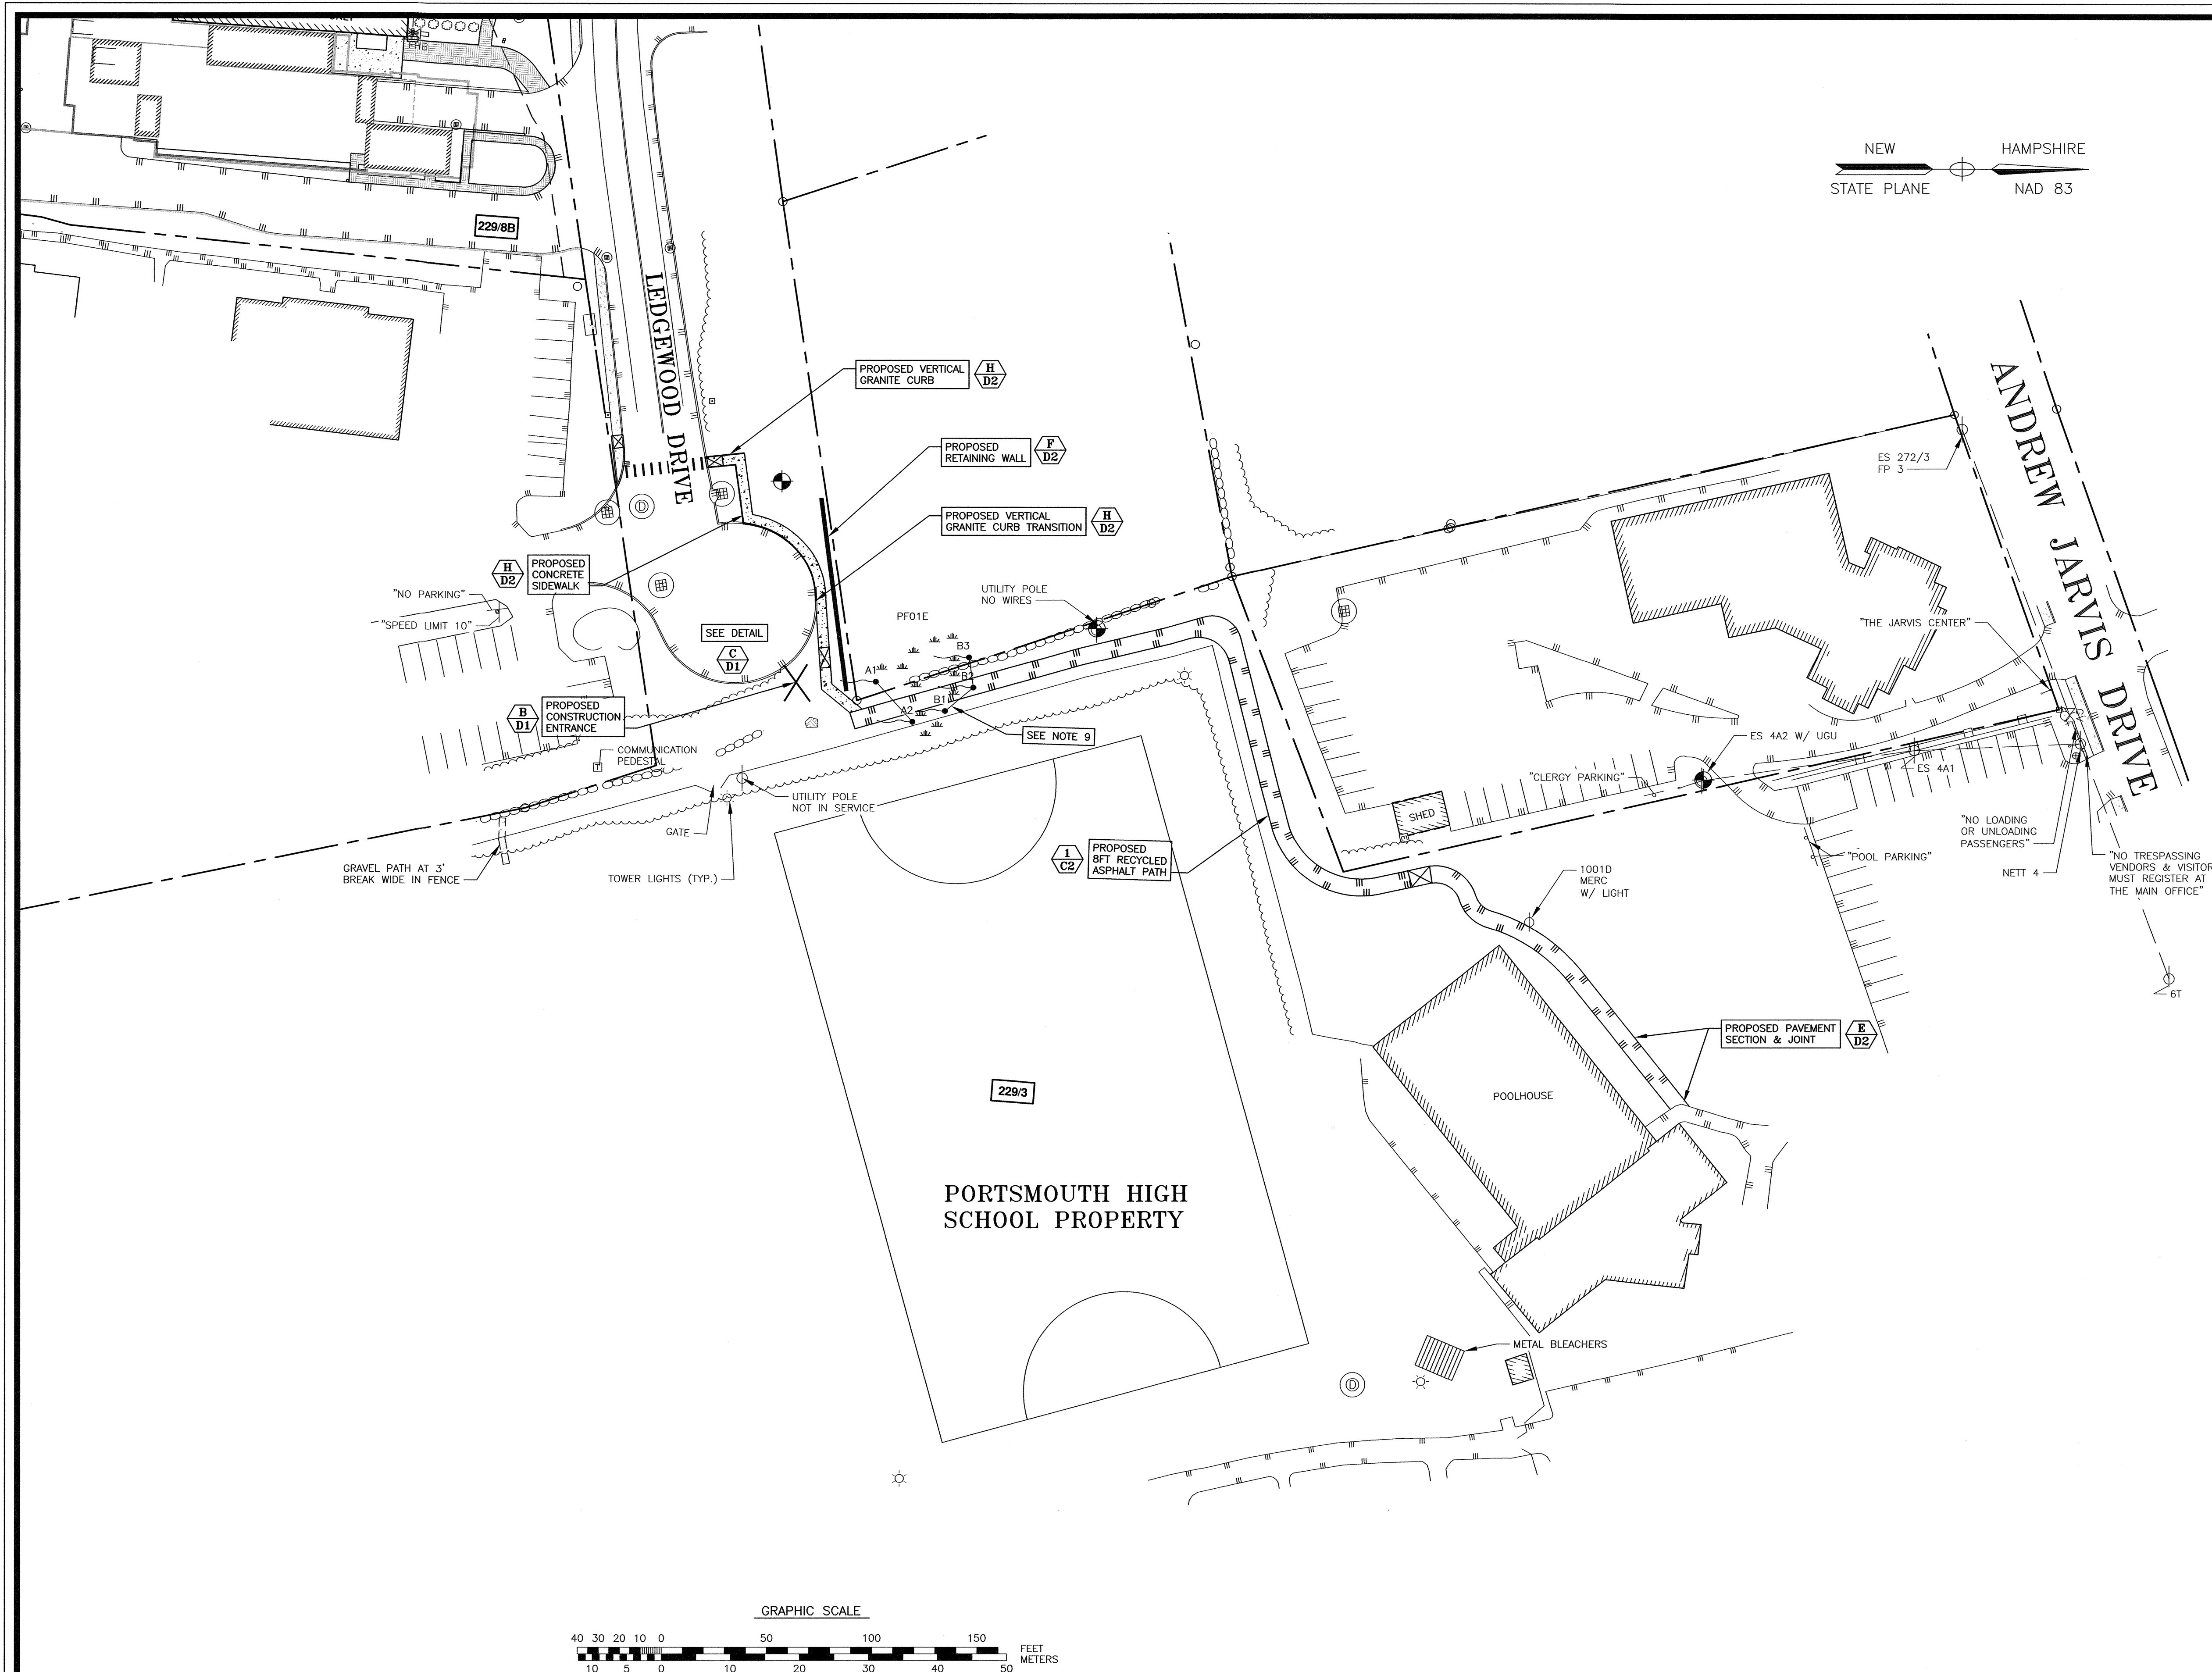 FHB
NEW HAMPSHIRE
STATE PLANE NAD 83
229/8B
LEDGEWOOD DRIVE
PROPOSED VERTICAL
GRANITE CURB
H
D2
PROPOSED
RETAINING WALL
F
D2
PROPOSED VERTICAL
GRANITE CURB TRANSITION
H
D2
ANDREW JARVIS DRIVE
ES 272/3
FP 3
D
H
D2
PROPOSED
CONCRETE
SIDEWALK
"NO PARKING"
"SPEED LIMIT 10"
UTILITY POLE
NO WIRES
PF01E
SEE DETAIL
C
D1
"THE JARVIS CENTER"
A1
B3
B2
B1
A2
B
D1
PROPOSED
CONSTRUCTION
ENTRANCE
SEE NOTE 9
COMMUNICATION
PEDESTAL
T
ES 4A2 W/ UGU
ES 4A1
"CLERGY PARKING"
UTILITY POLE
NOT IN SERVICE
SHED
GATE
"NO LOADING
OR UNLOADING
PASSENGERS"
1
C2
PROPOSED
8FT RECYCLED
ASPHALT PATH
"POOL PARKING"
GRAVEL PATH AT 3'
BREAK WIDE IN FENCE
TOWER LIGHTS (TYP.)
1001D
MERC
W/ LIGHT
NETT 4
"NO TRESPASSING
VENDORS & VISITOR
MUST REGISTER AT
THE MAIN OFFICE"
6T
PROPOSED PAVEMENT
SECTION & JOINT
E
D2
229/3
POOLHOUSE
PORTSMOUTH HIGH
SCHOOL PROPERTY
METAL BLEACHERS
D
GRAPHIC SCALE
40 30 20 10 0 50 100 150
FEET
METERS
10 5 0 10 20 30 40 50